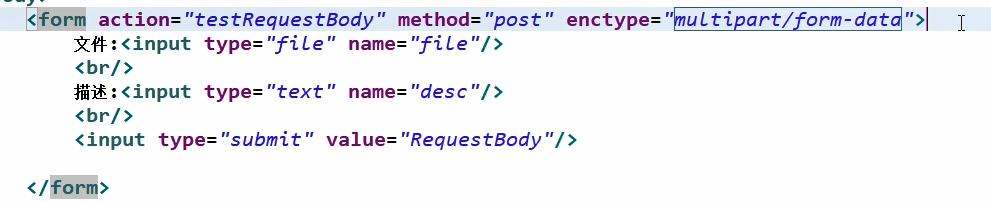 ody>
<form action="testRequestBody" method="post" enctype="multipart/form-data">
文件:<input type="file" name="file"/>
<br/>
描述:<input type="text" name="desc"/>
<br/>
<input type="submit" value="RequestBody"/>
</form>